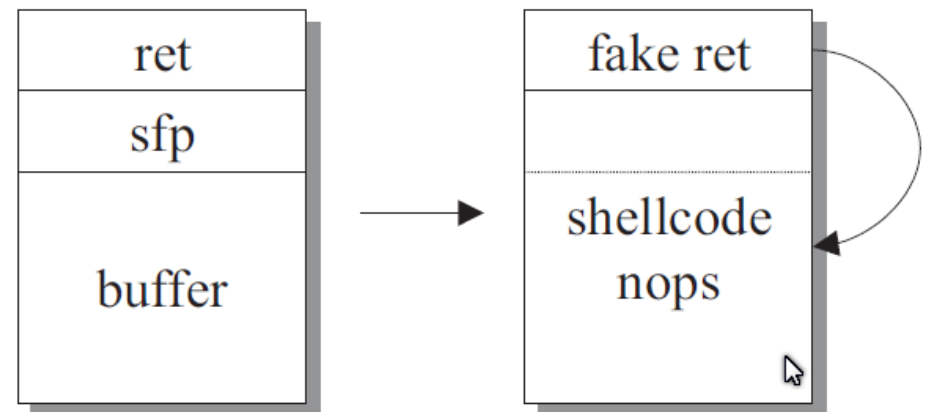 ret
sfp
buffer
fake ret
shellcode
nops